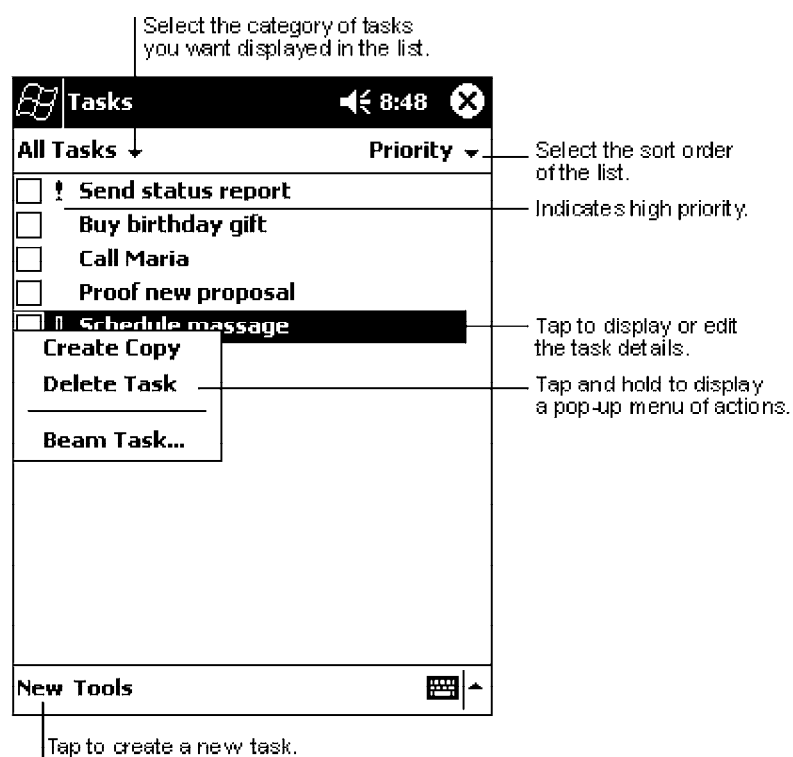 Select the category of tasks
you want displayed in the list.
Tasks 8:48
All Tasks Priority
Select the sort order
of the list.
! Send status report
Indicates high priority.
Buy birthday gift
Call Maria
Proof new proposal
Schedule massage
Tap to display or edit
the task details.
Create Copy
Delete Task
Tap and hold to display
a pop-up menu of actions.
Beam Task...
New Tools
Tap to create a new task.